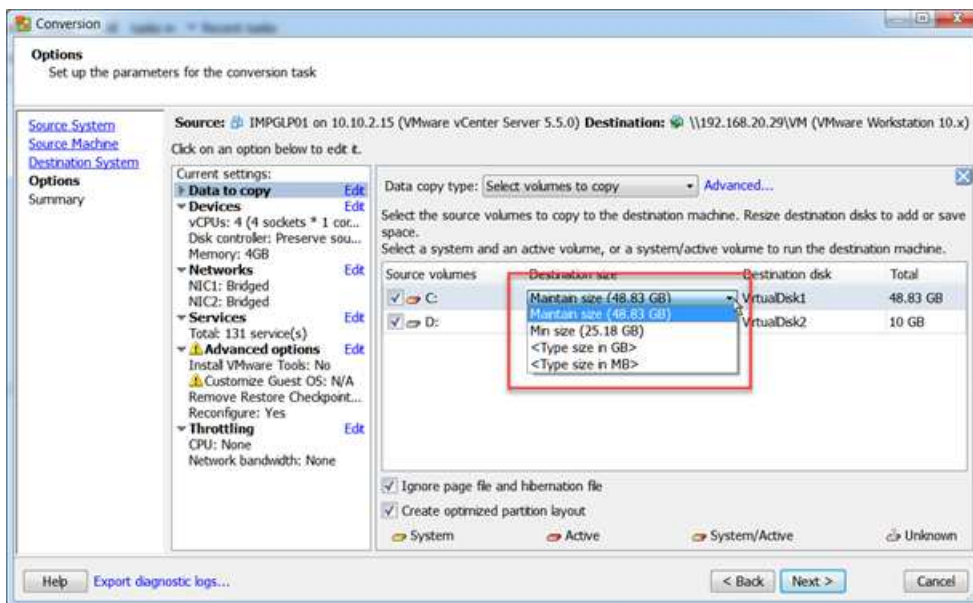 Conversion
Options
Set up the parameters for the conversion task
Source System
Source Machine
Destination System
Options
Summary
Source: IMPGLP01 on 10.10.2.15 (VMware vCenter Server 5.5.0) Destination: \\192.168.20.29\VM (VMware Workstation 10.x)
Click on an option below to edit it.
Current settings:
Data to copy Edit
Devices Edit
vCPUs: 4 (4 sockets * 1 cor...
Disk controller: Preserve sou...
Memory: 4GB
Networks Edit
NIC1: Bridged
NIC2: Bridged
Services Edit
Total: 131 service(s)
Advanced options Edit
Install VMware Tools: No
Customize Guest OS: N/A
Remove Restore Checkpoint...
Reconfigure: Yes
Throttling Edit
CPU: None
Network bandwidth: None
Data copy type: Select volumes to copy Advanced...
Select the source volumes to copy to the destination machine. Resize destination disks to add or save
space.
Select a system and an active volume, or a system/active volume to run the destination machine.
Source volumes Destination size Destination disk Total
C: Maintain size (48.83 GB) VirtualDisk1 48.83 GB
Maintain size (48.83 GB)
D: Min size (25.18 GB) VirtualDisk2 10 GB
<Type size in GB>
<Type size in MB>
Ignore page file and hibernation file
Create optimized partition layout
System Active System/Active Unknown
Help Export diagnostic logs... < Back Next > Cancel